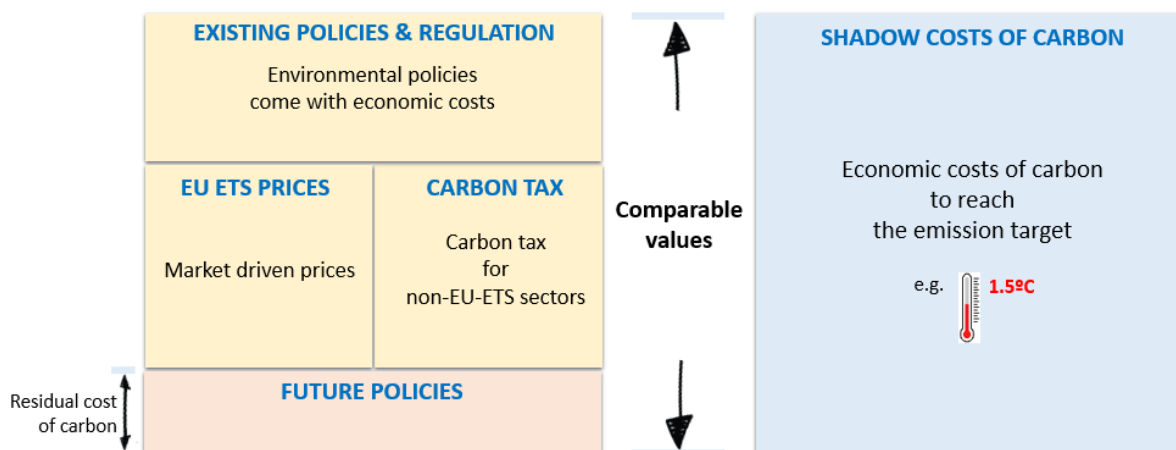 EXISTING POLICIES & REGULATION
Environmental policies
come with economic costs
EU ETS PRICES
Market driven prices
CARBON TAX
Carbon tax
for
non-EU-ETS sectors
FUTURE POLICIES
Residual cost
of carbon
Comparable
values
SHADOW COSTS OF CARBON
Economic costs of carbon
to reach
the emission target
e.g. 1.5ºC